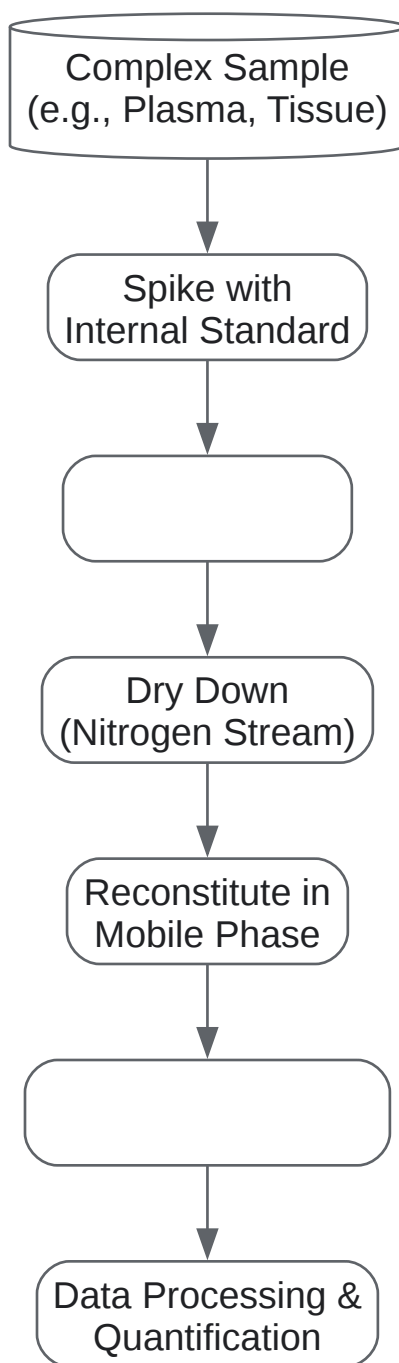 Complex Sample
(e.g., Plasma, Tissue)
Spike with
Internal Standard
Dry Down
(Nitrogen Stream)
Reconstitute in
Mobile Phase
Data Processing &
Quantification